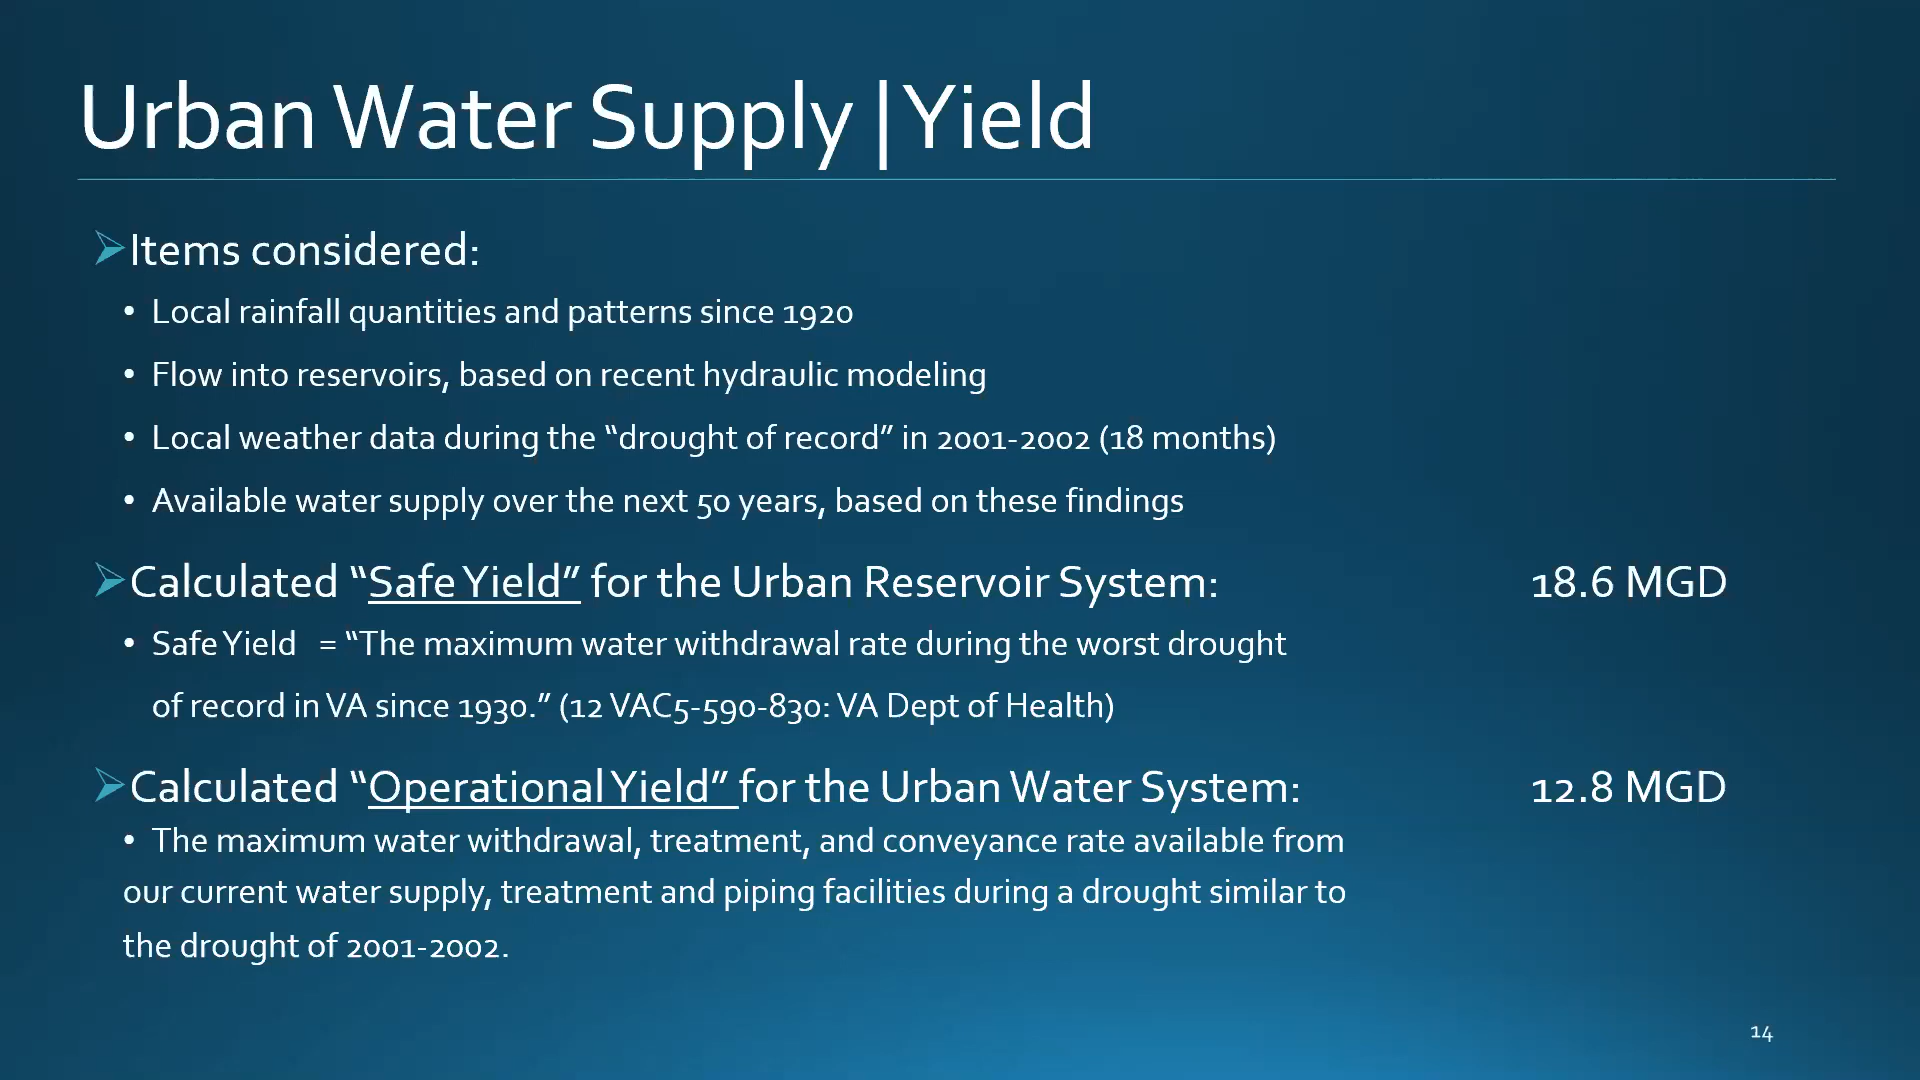 Urban Water Supply | Yield
Items considered:
• Local rainfall quantities and patterns since 1920
• Flow into reservoirs, based on recent hydraulic modeling
• Local weather data during the “drought of record” in 2001-2002 (18 months)
• Available water supply over the next 50 years, based on these findings
Calculated “Safe Yield” for the Urban Reservoir System: 18.6 MGD
• Safe Yield = “The maximum water withdrawal rate during the worst drought
of record in VA since 1930.” (12 VAC5-590-830: VA Dept of Health)
Calculated “Operational Yield” for the Urban Water System: 12.8 MGD
• The maximum water withdrawal, treatment, and conveyance rate available from
our current water supply, treatment and piping facilities during a drought similar to
the drought of 2001-2002.
14